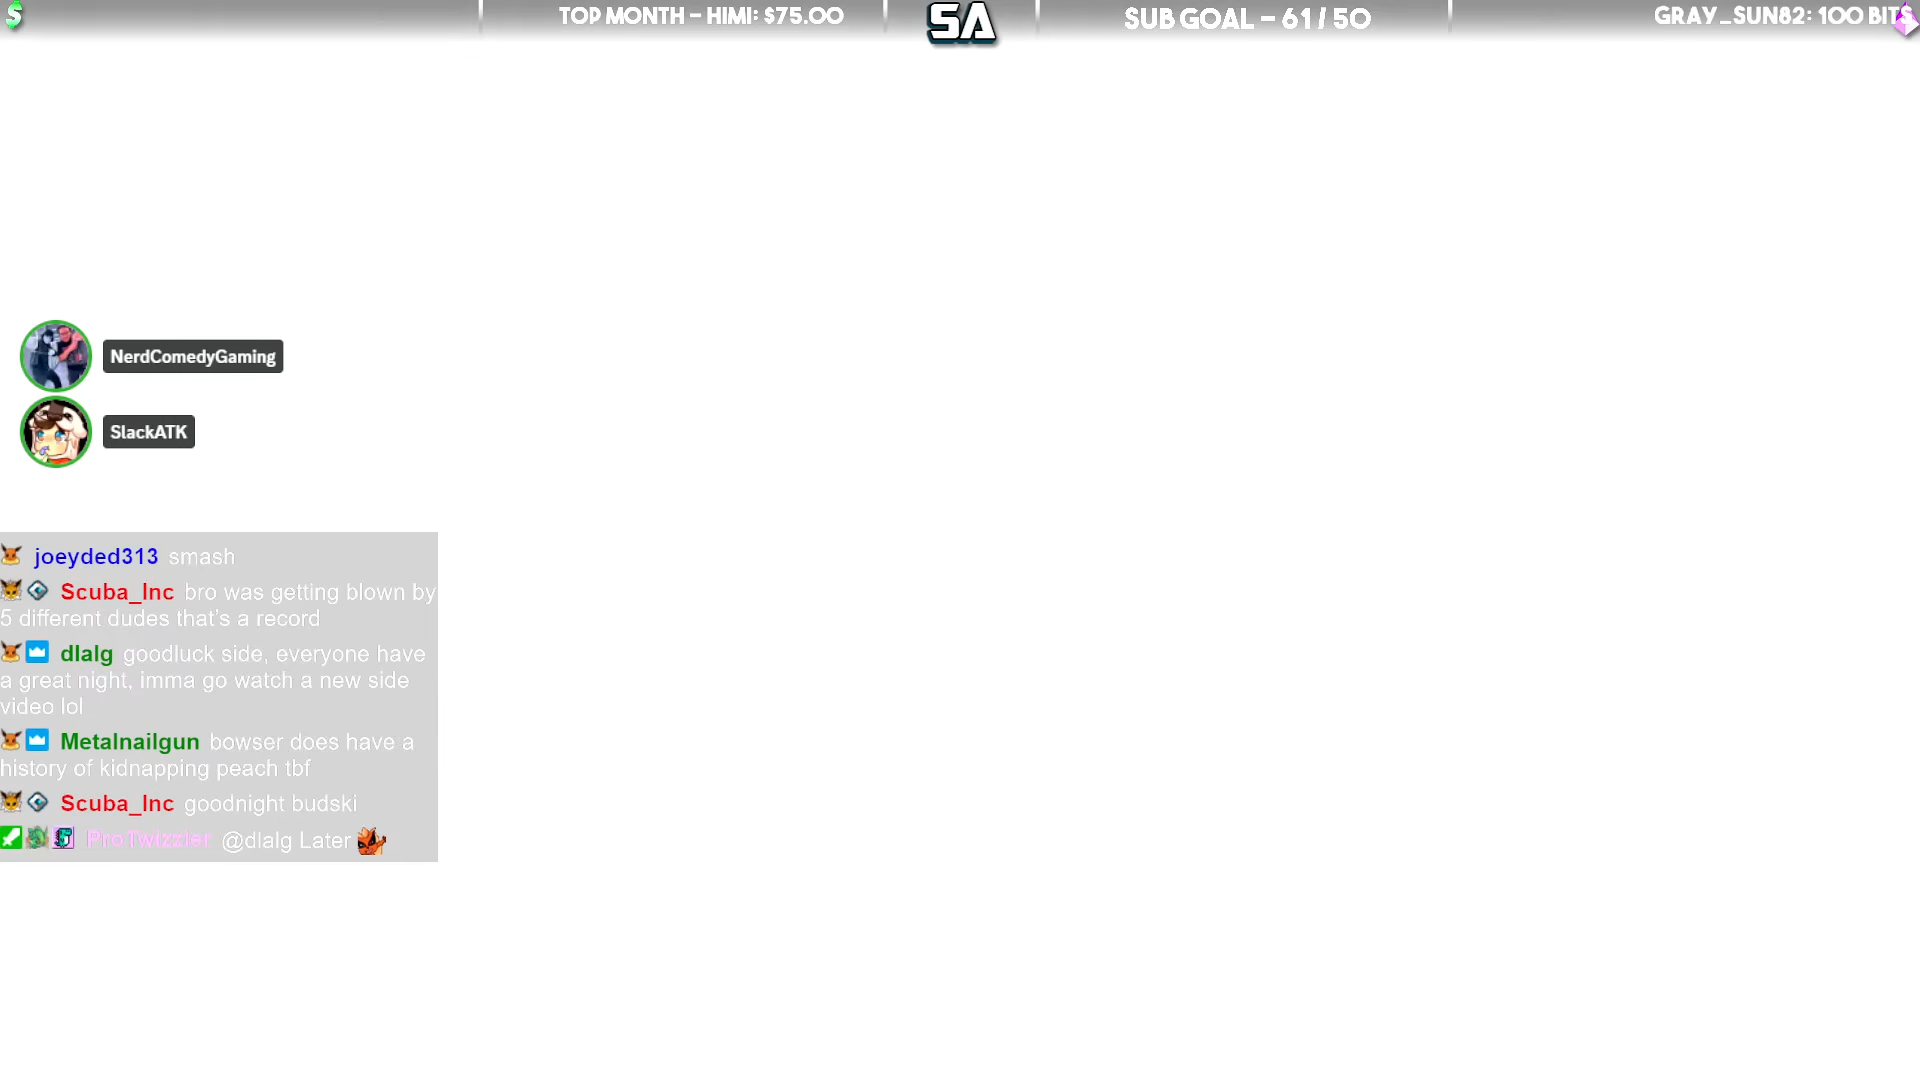 TOP MONTH - HIMI: $75.00
SA
SUB GOAL - 61 / 50
GRAY_SUN82: 100 BITS
NerdComedyGaming
SlackATK
joeyded313 smash
Scuba_Inc bro was getting blown by
5 different dudes that's a record
dlalg goodluck side, everyone have
a great night, imma go watch a new side
video lol
Metalnailgun bowser does have a
history of kidnapping peach tbf
Scuba_Inc goodnight budski
ProTwizzler @dlalg Later